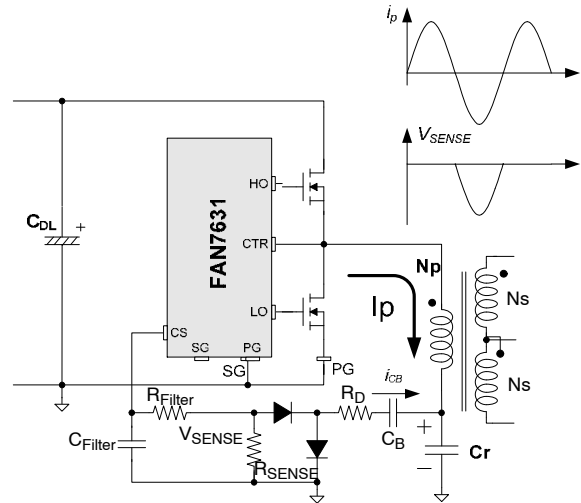 ip
VSENSE
CDL
+
FAN7631
HO
CTR
LO
CS
SG
PG
SG
PG
Np
Ip
Ns
Ns
RFilter
CFilter
VSENSE
RSENSE
RD
iCB
CB
+
−
Cr